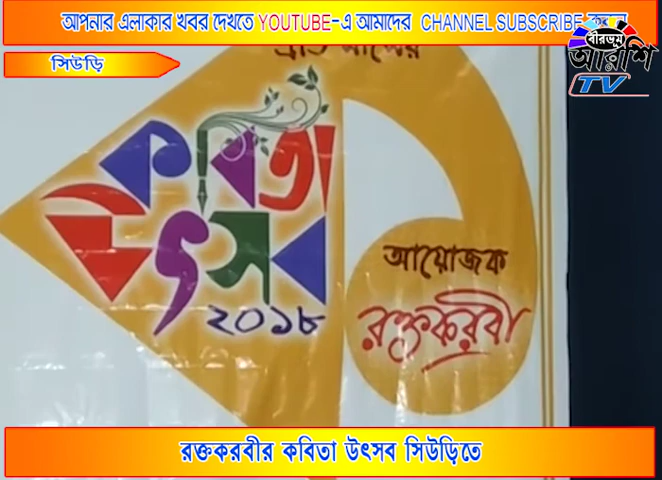 আপনার এলাকার খবর দেখতে YOUTUBE-এ আমাদের CHANNEL SUBSCRIBE
বীরভূম
আরশি
TV
সিউড়ি
কবিতা
উৎসব
২০১৮
আয়োজক
রক্তকরবী
রক্তকরবীর কবিতা উৎসব সিউড়িতে